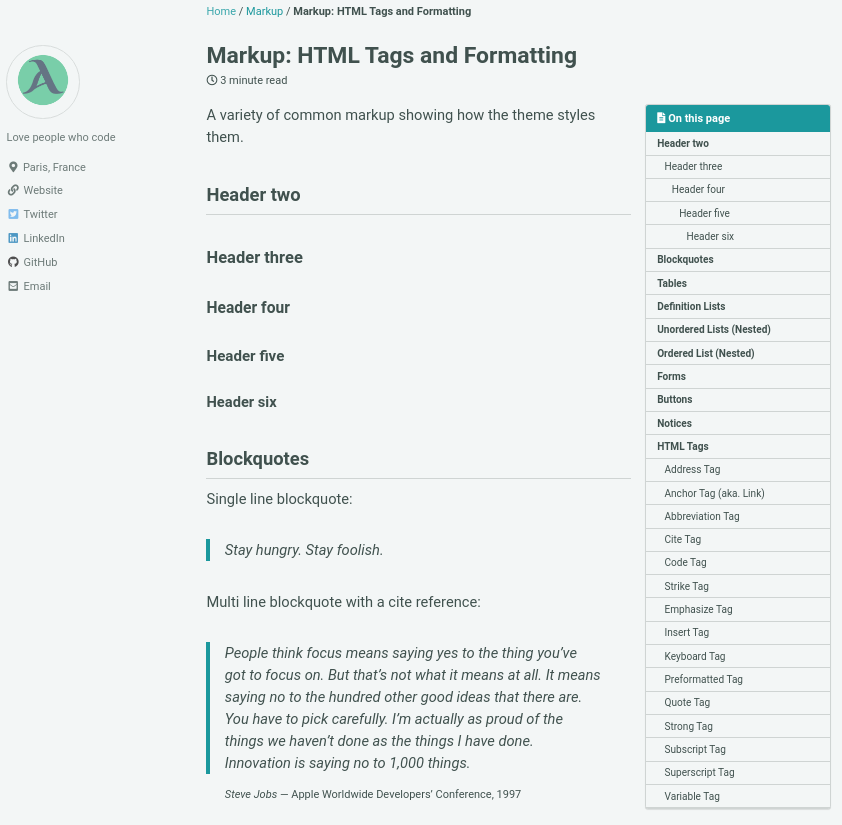 Home / Markup / Markup: HTML Tags and Formatting
Love people who code
Paris, France
Website
Twitter
LinkedIn
GitHub
Email
Markup: HTML Tags and Formatting
3 minute read
A variety of common markup showing how the theme styles
them.
Header two
Header three
Header four
Header five
Header six
Blockquotes
Single line blockquote:
Stay hungry. Stay foolish.
Multi line blockquote with a cite reference:
People think focus means saying yes to the thing you’ve
got to focus on. But that’s not what it means at all. It means
saying no to the hundred other good ideas that there are.
You have to pick carefully. I’m actually as proud of the
things we haven’t done as the things I have done.
Innovation is saying no to 1,000 things.
Steve Jobs — Apple Worldwide Developers’ Conference, 1997
On this page
Header two
Header three
Header four
Header five
Header six
Blockquotes
Tables
Definition Lists
Unordered Lists (Nested)
Ordered List (Nested)
Forms
Buttons
Notices
HTML Tags
Address Tag
Anchor Tag (aka. Link)
Abbreviation Tag
Cite Tag
Code Tag
Strike Tag
Emphasize Tag
Insert Tag
Keyboard Tag
Preformatted Tag
Quote Tag
Strong Tag
Subscript Tag
Superscript Tag
Variable Tag